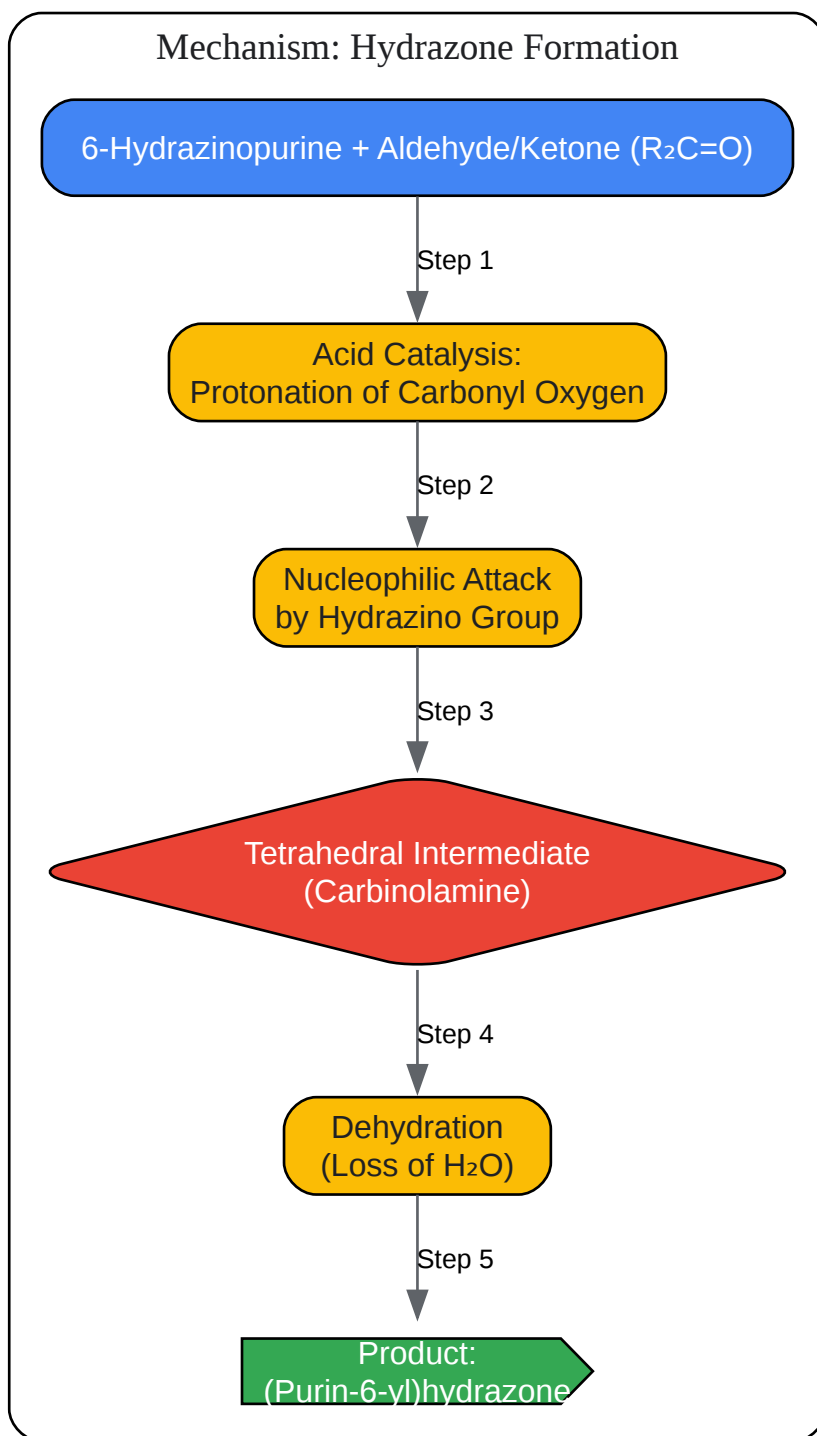 Mechanism: Hydrazone Formation
6-Hydrazinopurine + Aldehyde/Ketone (R₂C=O)
Step 1
Acid Catalysis:
Protonation of Carbonyl Oxygen
Step 2
Nucleophilic Attack
by Hydrazino Group
Step 3
Tetrahedral Intermediate
(Carbinolamine)
Step 4
Dehydration
(Loss of H₂O)
Step 5
Product:
(Purin-6-yl)hydrazone